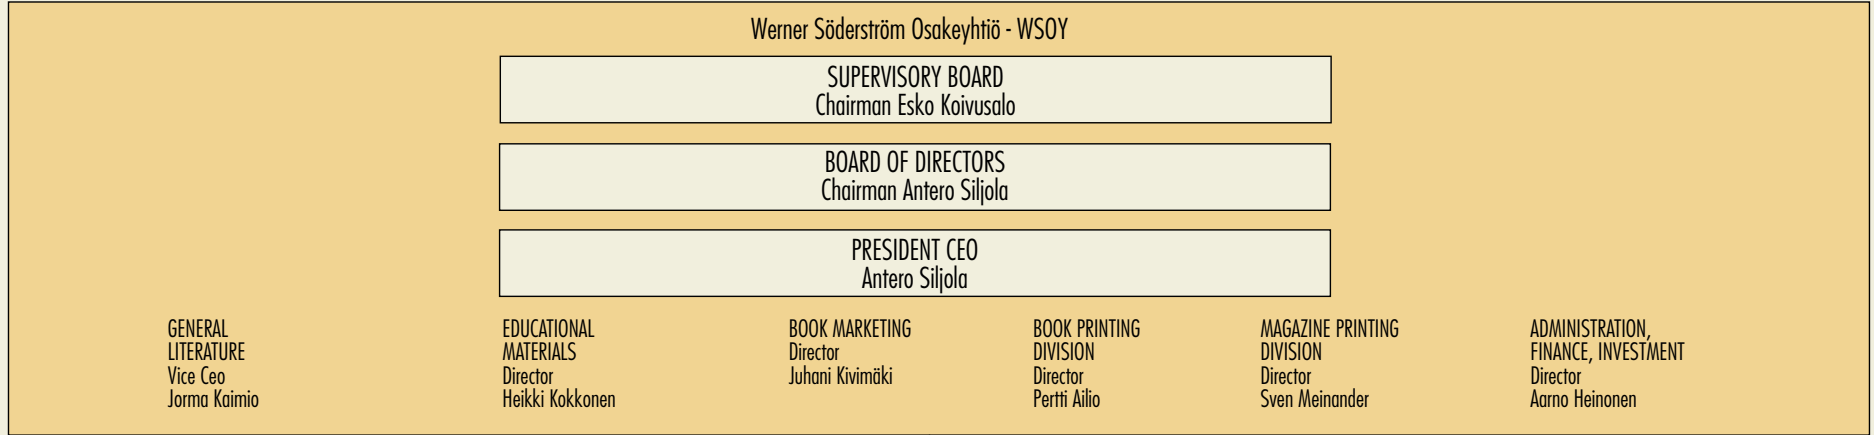 Werner Söderström Osakeyhtiö - WSOY
SUPERVISORY BOARD
Chairman Esko Koivusalo
BOARD OF DIRECTORS
Chairman Antero Siljola
PRESIDENT CEO
Antero Siljola
GENERAL
LITERATURE
Vice Ceo
Jorma Kaimio
EDUCATIONAL
MATERIALS
Director
Heikki Kokkonen
BOOK MARKETING
Director
Juhani Kivimäki
BOOK PRINTING
DIVISION
Director
Pertti Ailio
MAGAZINE PRINTING
DIVISION
Director
Sven Meinander
ADMINISTRATION,
FINANCE, INVESTMENT
Director
Aarno Heinonen